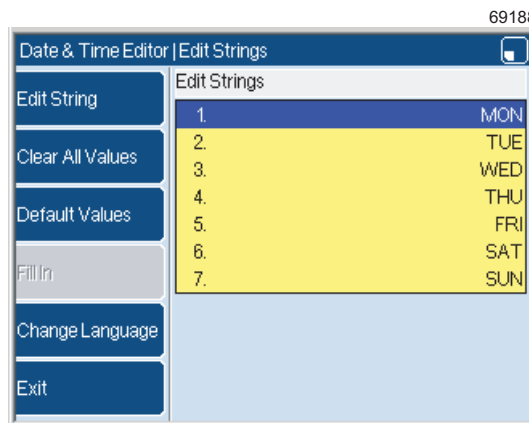 69188
Date & Time Editor | Edit Strings
Edit String
Clear All Values
Default Values
Fill In
Change Language
Exit
Edit Strings
1. MON
2. TUE
3. WED
4. THU
5. FRI
6. SAT
7. SUN